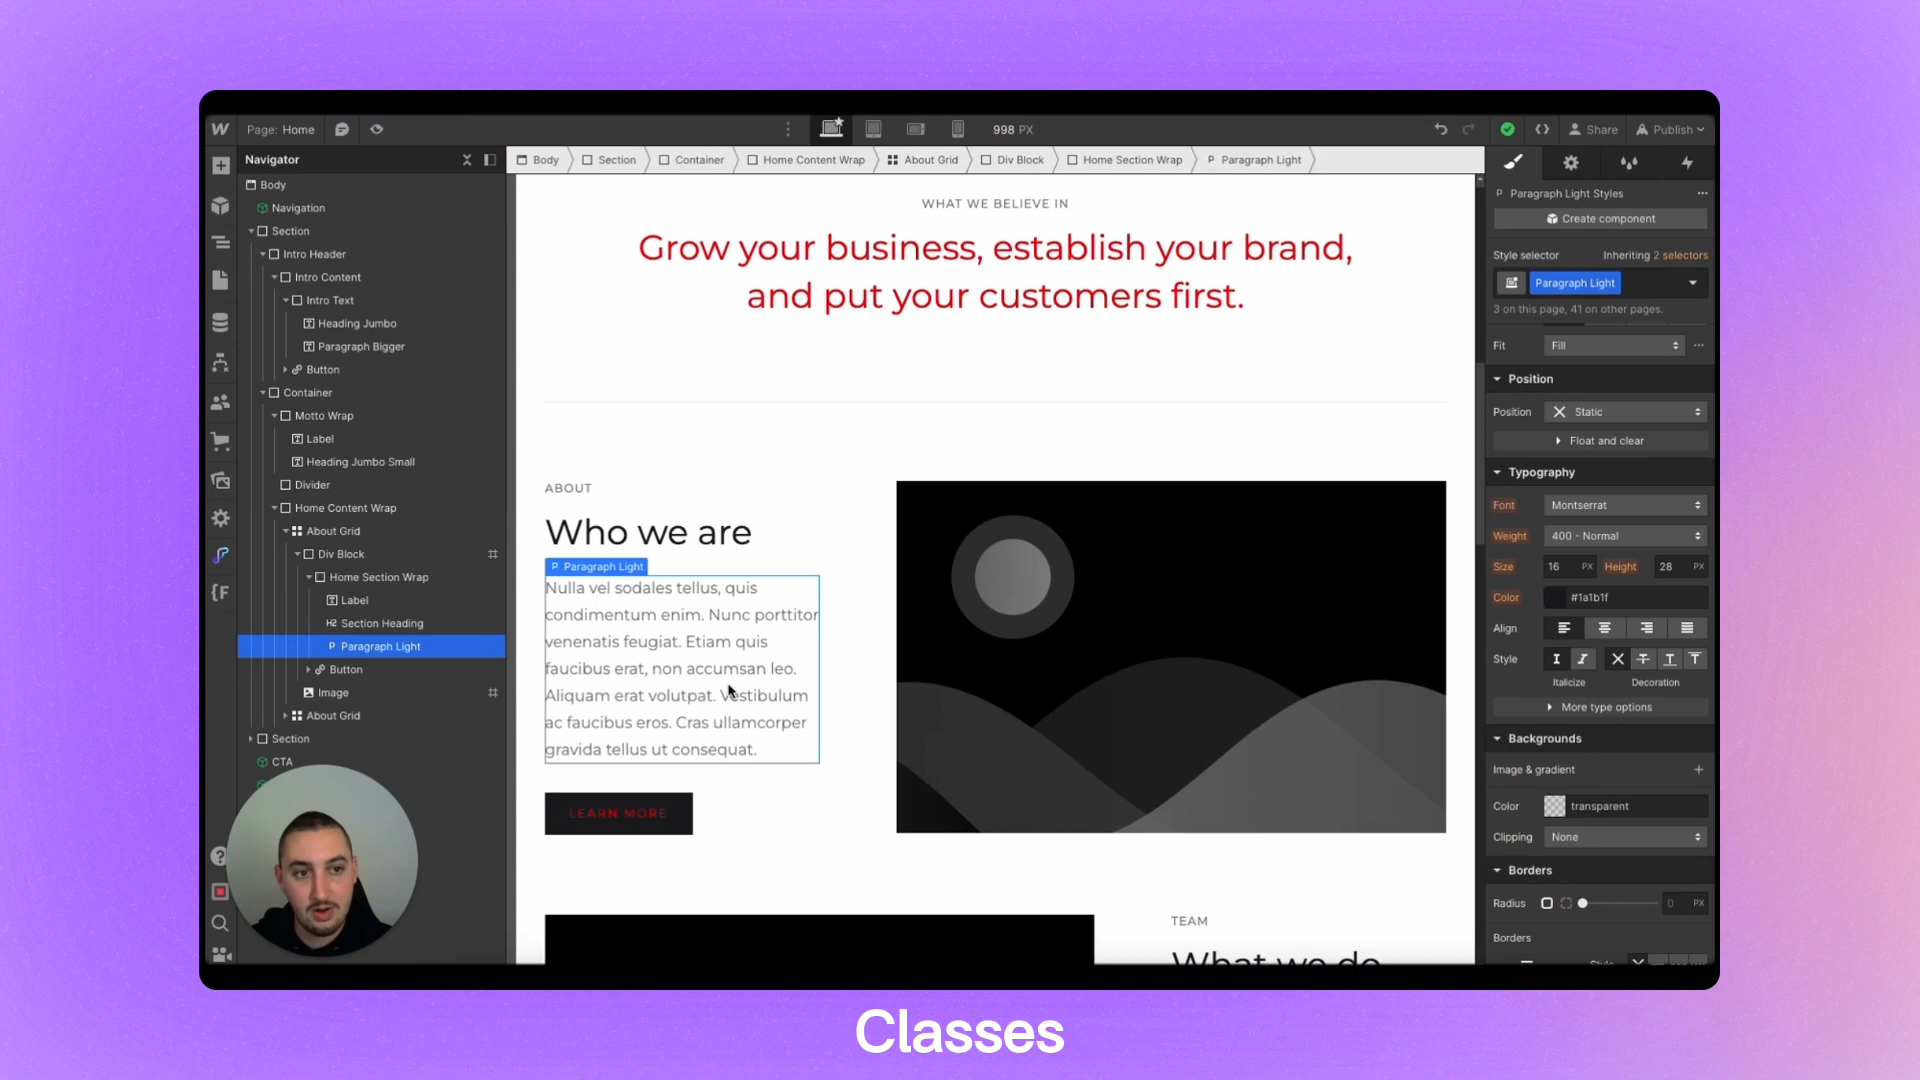 Page: Home
998 PX
Share
Publish
Navigator
Body
Section
Container
Home Content Wrap
About Grid
Div Block
Home Section Wrap
P Paragraph Light
Body
Navigation
Section
Intro Header
Intro Content
Intro Text
Heading Jumbo
Paragraph Bigger
Button
Container
Motto Wrap
Label
Heading Jumbo Small
Divider
Home Content Wrap
About Grid
Div Block
Home Section Wrap
Label
H2 Section Heading
P Paragraph Light
Button
Image
About Grid
Section
CTA
WHAT WE BELIEVE IN
Grow your business, establish your brand,
and put your customers first.
ABOUT
Who we are
P Paragraph Light
Nulla vel sodales tellus, quis
condimentum enim. Nunc porttitor
venenatis feugiat. Etiam quis
faucibus erat, non accumsan leo.
Aliquam erat volutpat. Vestibulum
ac faucibus eros. Cras ullamcorper
gravida tellus ut consequat.
LEARN MORE
TEAM
What we do
P Paragraph Light Styles
Create component
Style selector
Inheriting 2 selectors
Paragraph Light
3 on this page, 41 on other pages.
Fit
Fill
Position
Position
Static
Float and clear
Typography
Font
Montserrat
Weight
400 - Normal
Size
16 PX
Height
28 PX
Color
#1a1b1f
Align
Style
Italicize
Decoration
More type options
Backgrounds
Image & gradient
Color
transparent
Clipping
None
Borders
Radius
0 PX
Borders
Style
Classes